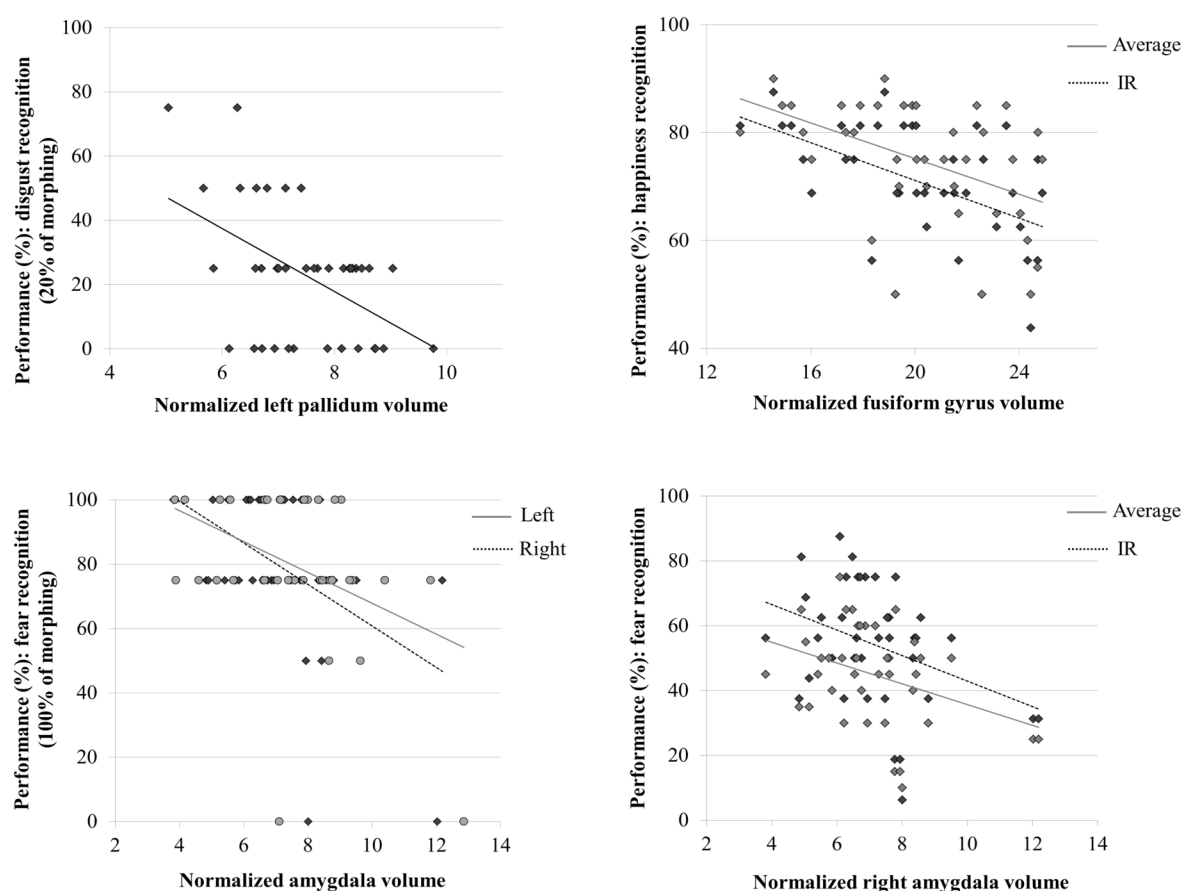 Performance (%): disgust recognition
(20% of morphing)
100
80
60
40
20
0
4
6
8
10
Normalized left pallidum volume
Performance (%): happiness recognition
100
80
60
40
12
16
20
24
Average
IR
Normalized fusiform gyrus volume
Performance (%): fear recognition
(100% of morphing)
100
80
60
40
20
0
2
4
6
8
10
12
14
Left
Right
Normalized amygdala volume
Performance (%): fear recognition
100
80
60
40
20
0
2
4
6
8
10
12
14
Average
IR
Normalized right amygdala volume